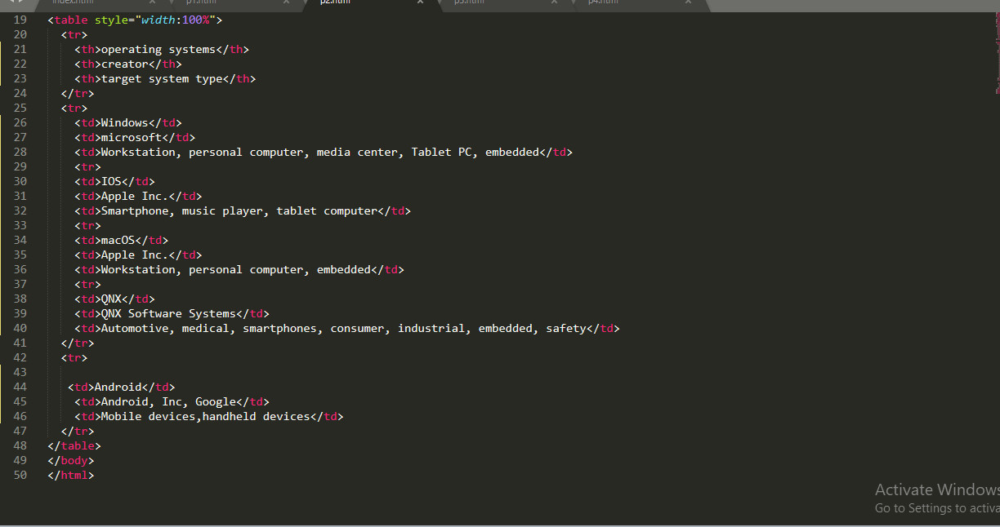 index.html p1.html p2.html p3.html p4.html
19 <table style="width:100%">
20 <tr>
21 <th>operating systems</th>
22 <th>creator</th>
23 <th>target system type</th>
24 </tr>
25 <tr>
26 <td>Windows</td>
27 <td>microsoft</td>
28 <td>Workstation, personal computer, media center, Tablet PC, embedded</td>
29 <tr>
30 <td>IOS</td>
31 <td>Apple Inc.</td>
32 <td>Smartphone, music player, tablet computer</td>
33 <tr>
34 <td>macOS</td>
35 <td>Apple Inc.</td>
36 <td>Workstation, personal computer, embedded</td>
37 <tr>
38 <td>QNX</td>
39 <td>QNX Software Systems</td>
40 <td>Automotive, medical, smartphones, consumer, industrial, embedded, safety</td>
41 </tr>
42 <tr>
43
44 <td>Android</td>
45 <td>Android, Inc, Google</td>
46 <td>Mobile devices,handheld devices</td>
47 </tr>
48 </table>
49 </body>
50 </html>
Activate Windows
Go to Settings to activa